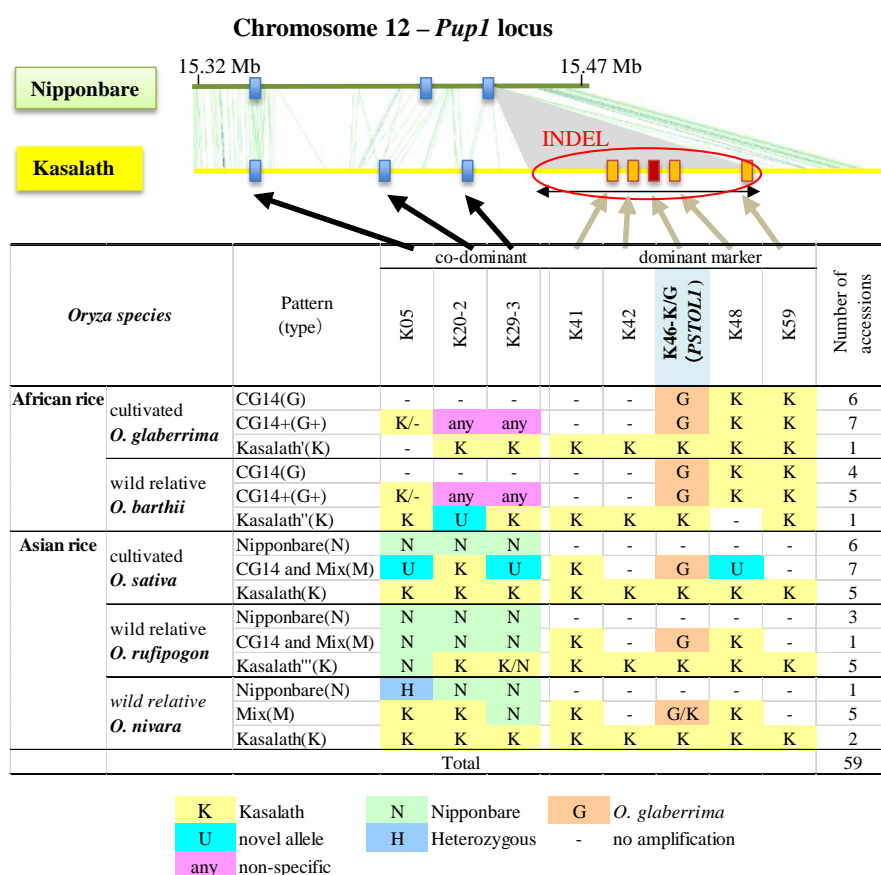 Chromosome 12 – Pup1 locus
15.32 Mb 15.47 Mb
Nipponbare
INDEL
Kasalath
co-dominant dominant marker
Oryza species Pattern (type) K05 K20-2 K29-3 K41 K42 K46-K/G (PSTOL1) K48 K59 Number of accessions
African rice cultivated O. glaberrima CG14(G) - - - - - G K K 6
CG14+(G+) K/- any any - - G K K 7
Kasalath'(K) - K K K K K K K 1
wild relative O. barthii CG14(G) - - - - - G K K 4
CG14+(G+) K/- any any - - G K K 5
Kasalath''(K) K U K K K K - K 1
Asian rice cultivated O. sativa Nipponbare(N) N N N - - - - - 6
CG14 and Mix(M) U K U K - G U - 7
Kasalath(K) K K K K K K K K 5
wild relative O. rufipogon Nipponbare(N) N N N - - - - - 3
CG14 and Mix(M) N N N K - G K - 1
Kasalath'''(K) N K K/N K K K K K 5
wild relative O. nivara Nipponbare(N) H N N - - - - - 1
Mix(M) K K N K - G/K K - 5
Kasalath(K) K K K K K K K K 2
Total 59
K Kasalath N Nipponbare G O. glaberrima
U novel allele H Heterozygous - no amplification
any non-specific